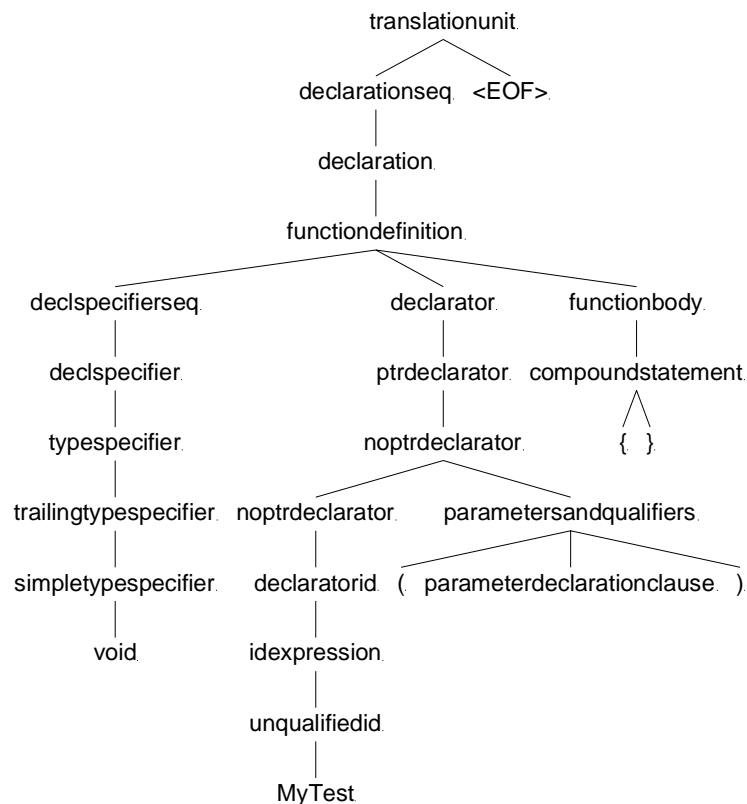 translationunit
declarationseq <EOF>
declaration
functiondefinition
declspecifierseq declarator functionbody
declspecifier ptrdeclarator compoundstatement
typespecifier noptrdeclarator { }
trailingtypespecifier noptrdeclarator parametersandqualifiers
simpletypespecifier declaratorid ( parameterdeclarationclause )
void idexpression
unqualifiedid
MyTest